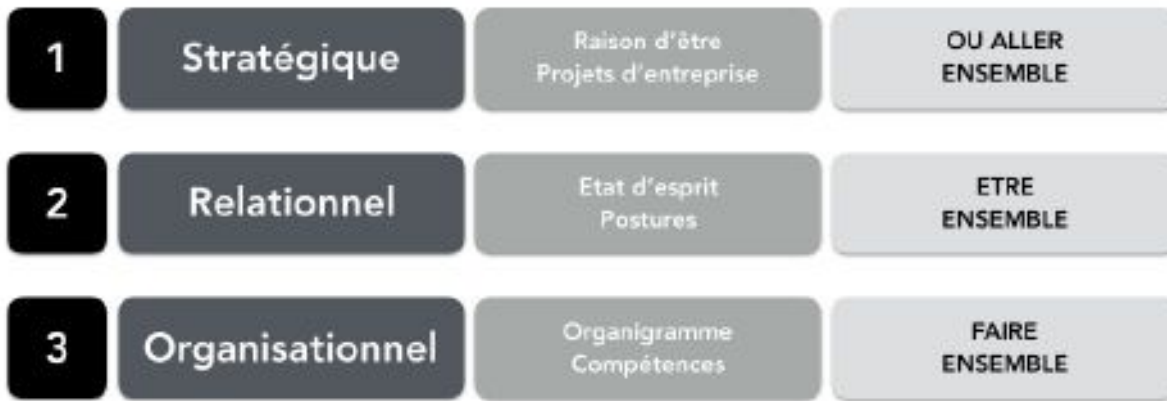 1
Stratégique
Raison d'être
Projets d'entreprise
OU ALLER
ENSEMBLE
2
Relationnel
Etat d'esprit
Postures
ETRE
ENSEMBLE
3
Organisationnel
Organigramme
Compétences
FAIRE
ENSEMBLE